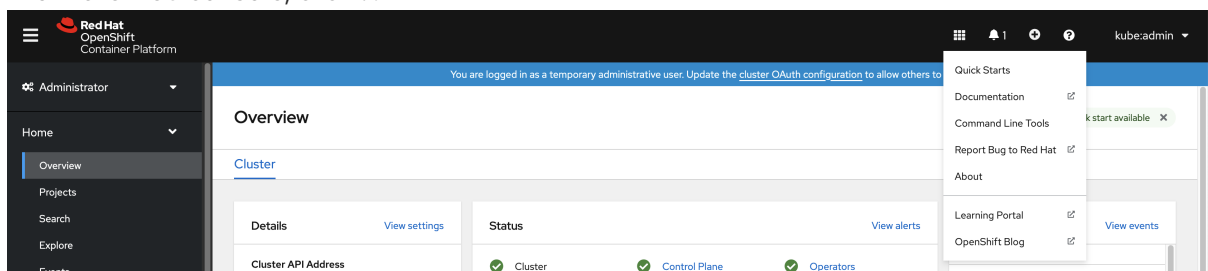 Red Hat
OpenShift
Container Platform
1
kube:admin
Administrator
Home
Overview
Projects
Search
Explore
You are logged in as a temporary administrative user. Update the cluster OAuth configuration to allow others to
Overview
k start available
Cluster
Details
View settings
Cluster API Address
Status
View alerts
Cluster
Control Plane
Operators
View events
Quick Starts
Documentation
Command Line Tools
Report Bug to Red Hat
About
Learning Portal
OpenShift Blog